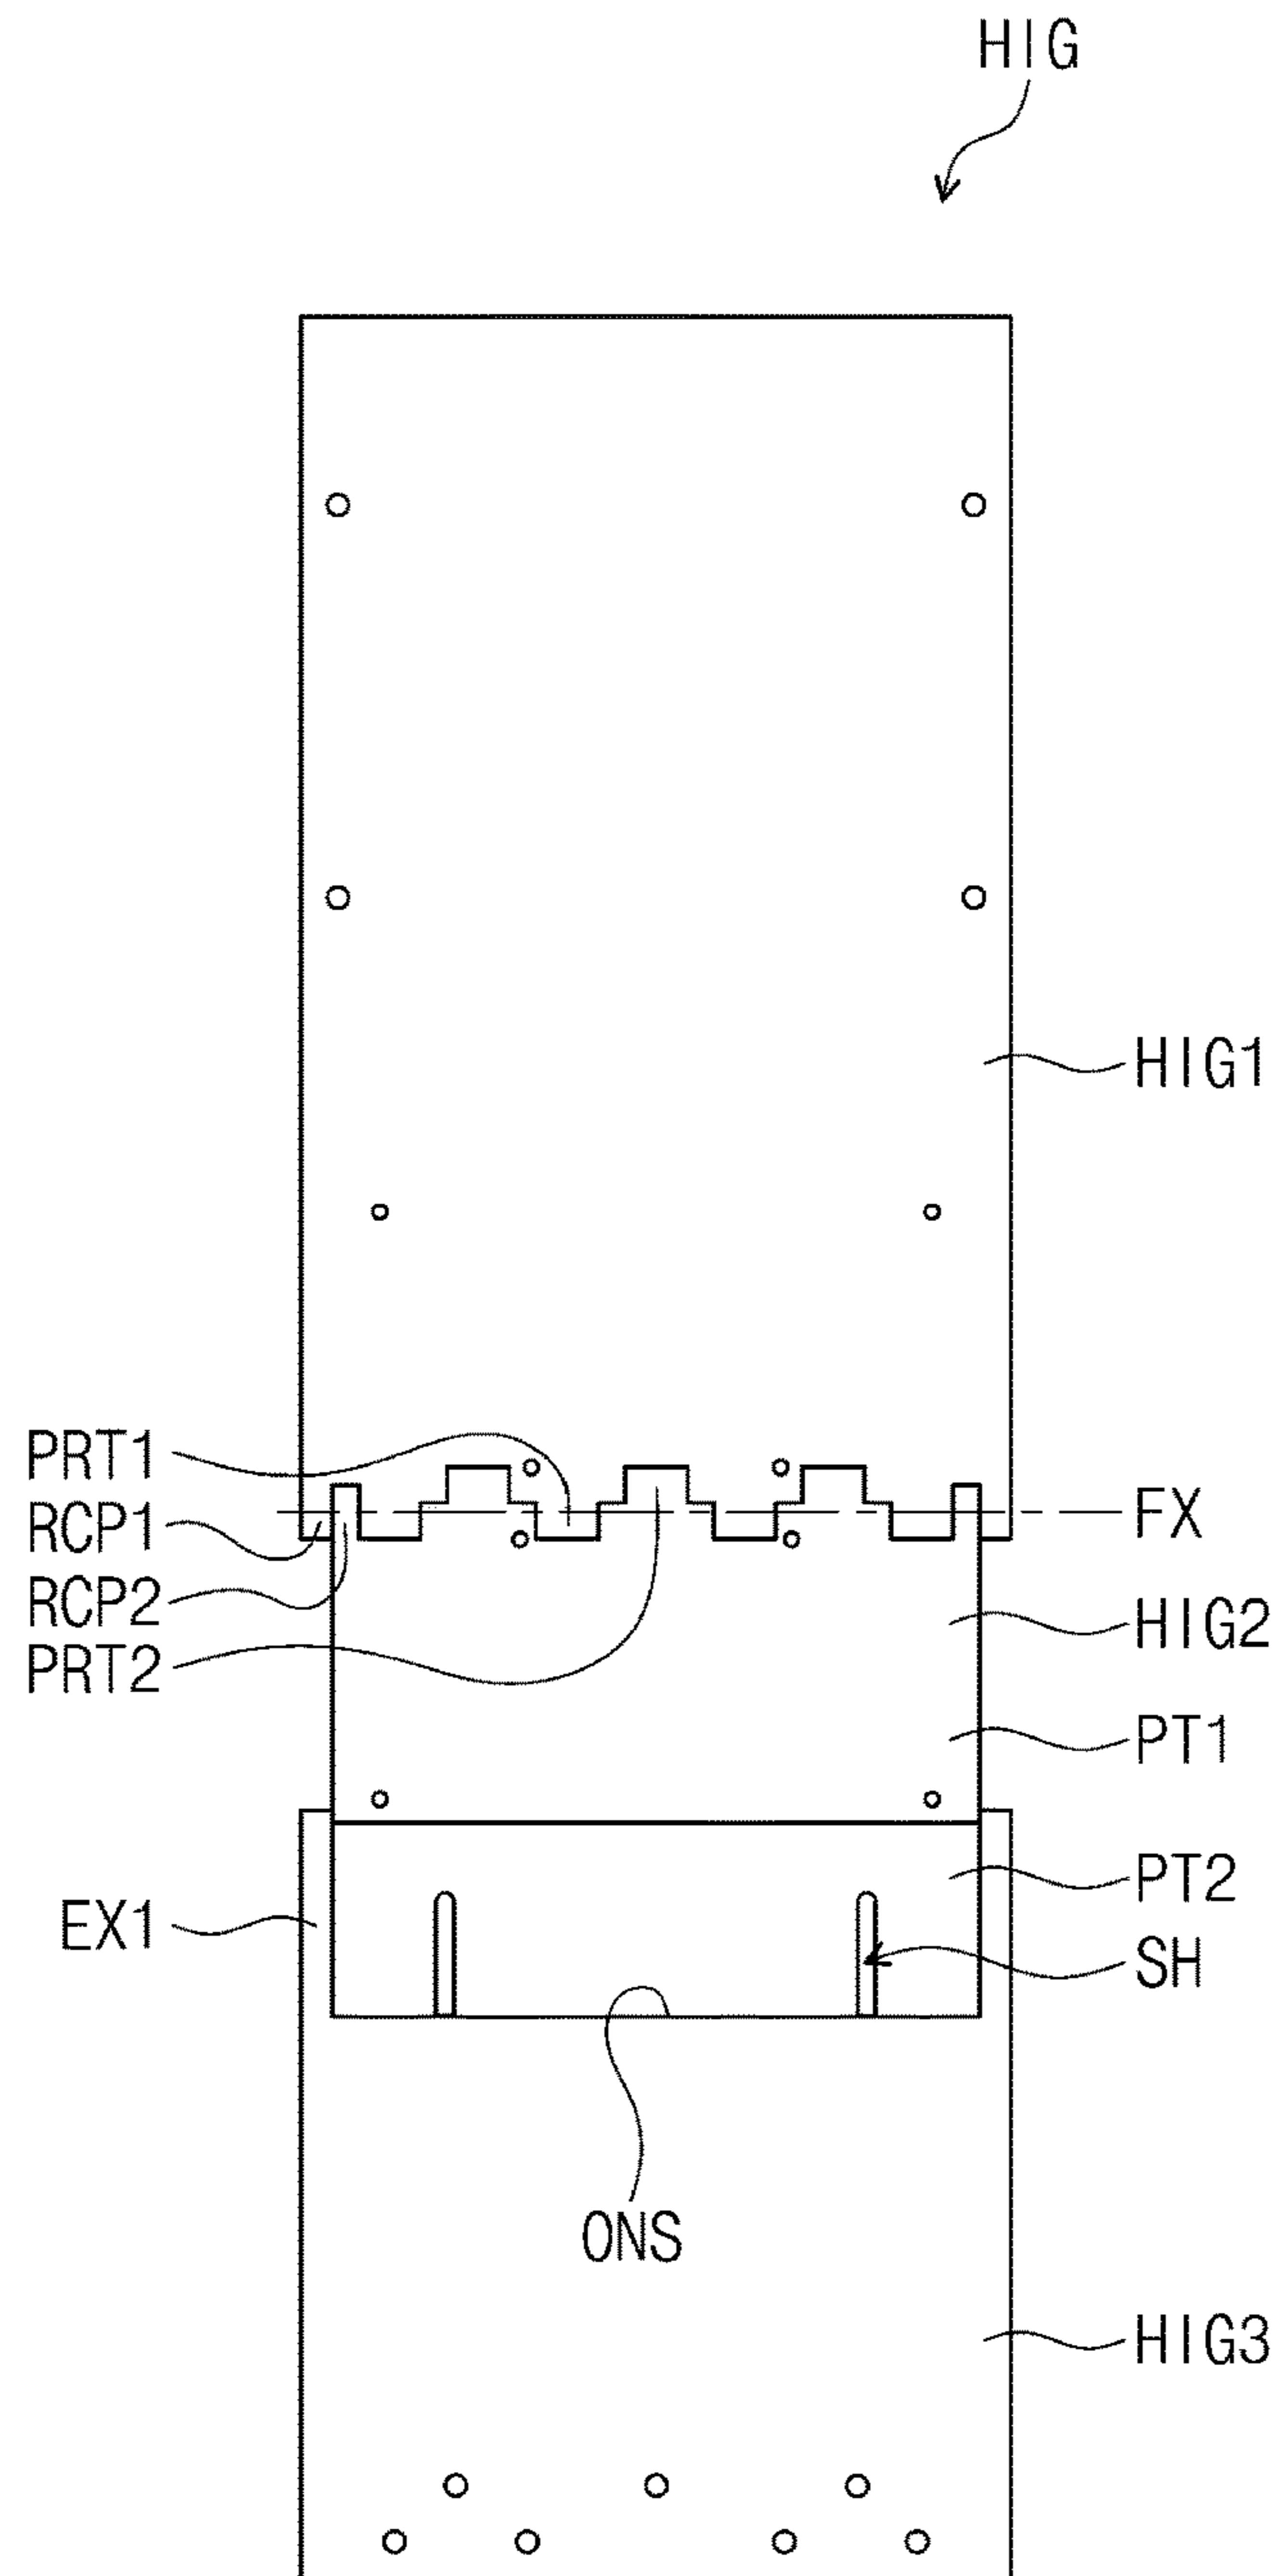 HIG
HIG1
PRT1
RCP1
FX
RCP2
HIG2
PRT2
PT1
PT2
EX1
SH
ONS
HIG3